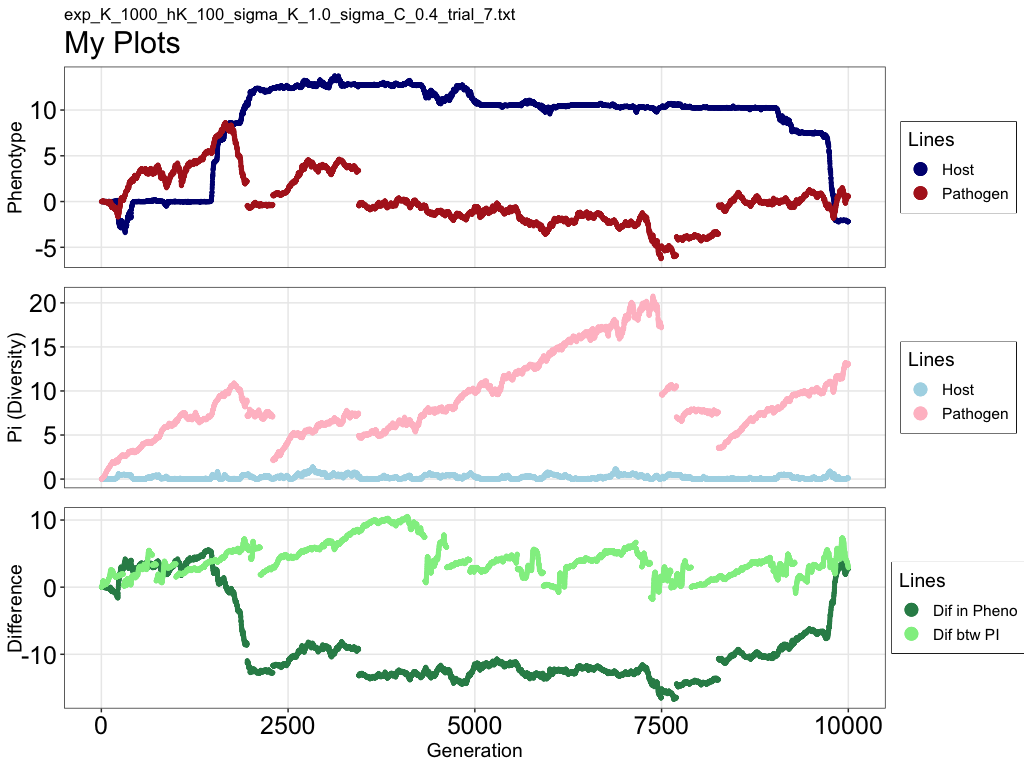 exp_K_1000_hK_100_sigma_K_1.0_sigma_C_0.4_trial_7.txt
My Plots
Phenotype
10
5
0
-5
Lines
Host
Pathogen
Pi (Diversity)
20
15
10
5
0
Lines
Host
Pathogen
Difference
10
0
-10
Lines
Dif in Pheno
Dif btw PI
0
2500
5000
7500
10000
Generation